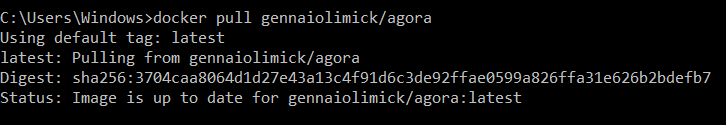 C:\Users\Windows>docker pull gennaiolimick/agora
Using default tag: latest
latest: Pulling from gennaiolimick/agora
Digest: sha256:3704caa8064d1d27e43a13c4f91d6c3de92ffae0599a826ffa31e626b2bdefb7
Status: Image is up to date for gennaiolimick/agora:latest